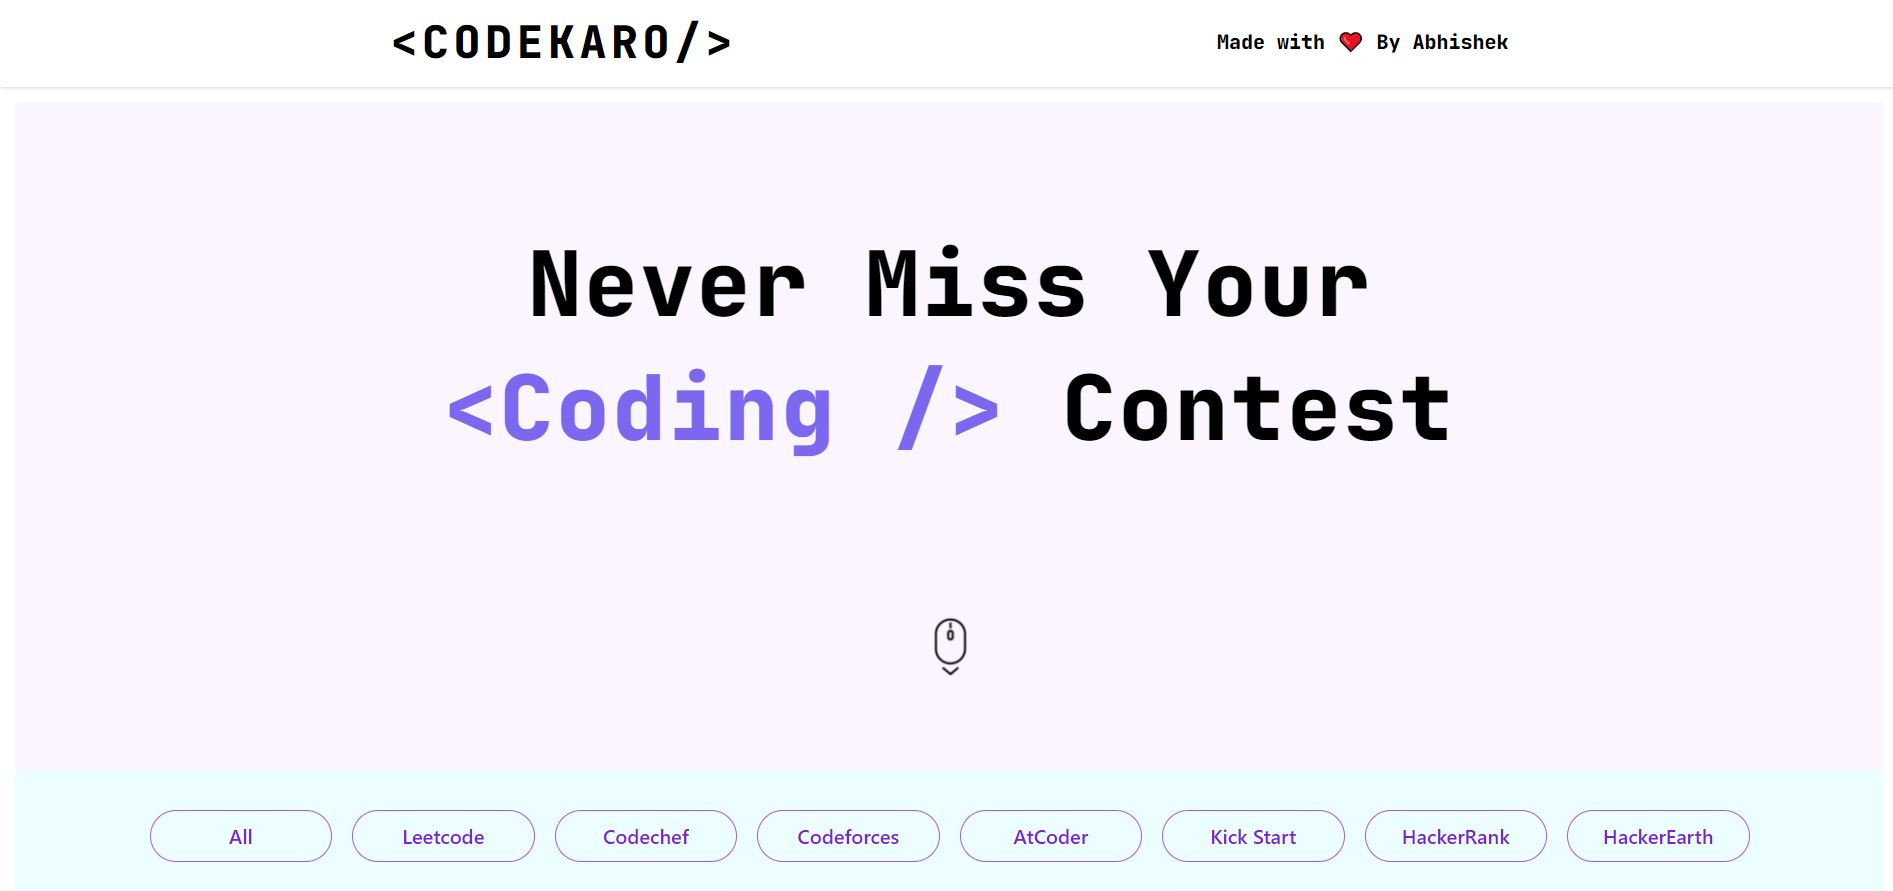 <CODEKARO/>
Made with ❤️ By Abhishek
Never Miss Your
<Coding /> Contest
All
Leetcode
Codechef
Codeforces
AtCoder
Kick Start
HackerRank
HackerEarth